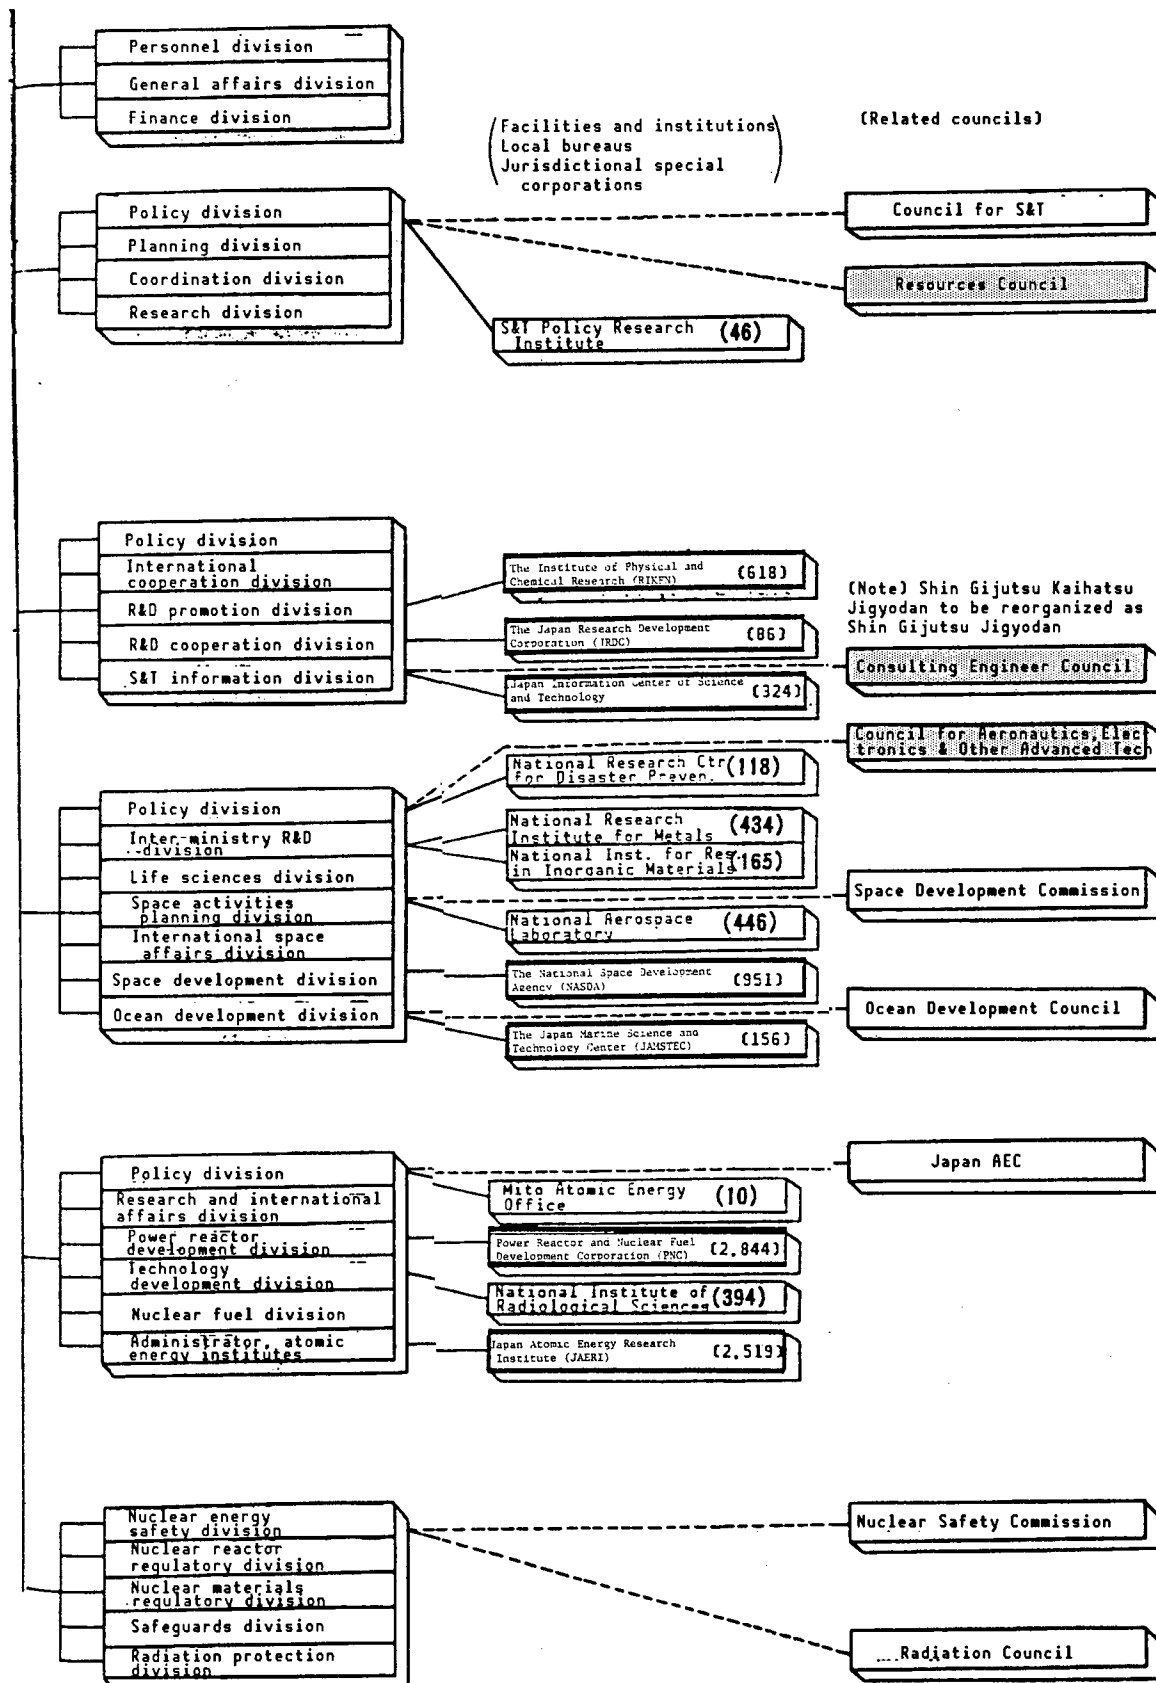 Personnel division
General affairs division
Finance division
(Facilities and institutions
Local bureaus
Jurisdictional special
corporations)
(Related councils)
Policy division
Planning division
Coordination division
Research division
Council for S&T
Resources Council
S&T Policy Research
Institute
(46)
Policy division
International
cooperation division
R&D promotion division
R&D cooperation division
S&T information division
The Institute of Physical and
Chemical Research (RIKEN)
(618)
The Japan Research Development
Corporation (JRDC)
(86)
Japan Information Center of Science
and Technology
(324)
(Note) Shin Gijutsu Kaihatsu
Jigyodan to be reorganized as
Shin Gijutsu Jigyodan
Consulting Engineer Council
Council for Aeronautics,Elec-
tronics & Other Advanced Tech
Policy division
Inter-ministry R&D
division
Life sciences division
Space activities
planning division
International space
affairs division
Space development division
Ocean development division
National Research Ctr
for Disaster Preven.
(118)
National Research
Institute for Metals
(434)
National Inst. for Res.
in Inorganic Materials
(165)
National Aerospace
Laboratory
(446)
The National Space Development
Agency (NASDA)
(951)
The Japan Marine Science and
Technology Center (JAMSTEC)
(156)
Space Development Commission
Ocean Development Council
Policy division
Research and international
affairs division
Power reactor
development division
Technology
development division
Nuclear fuel division
Administrator, atomic
energy institutes
Mito Atomic Energy
Office
(10)
Power Reactor and Nuclear Fuel
Development Corporation (PNC)
(2,844)
National Institute of
Radiological Sciences
(394)
Japan Atomic Energy Research
Institute (JAERI)
(2,519)
Japan AEC
Nuclear energy
safety division
Nuclear reactor
regulatory division
Nuclear materials
regulatory division
Safeguards division
Radiation protection
division
Nuclear Safety Commission
Radiation Council